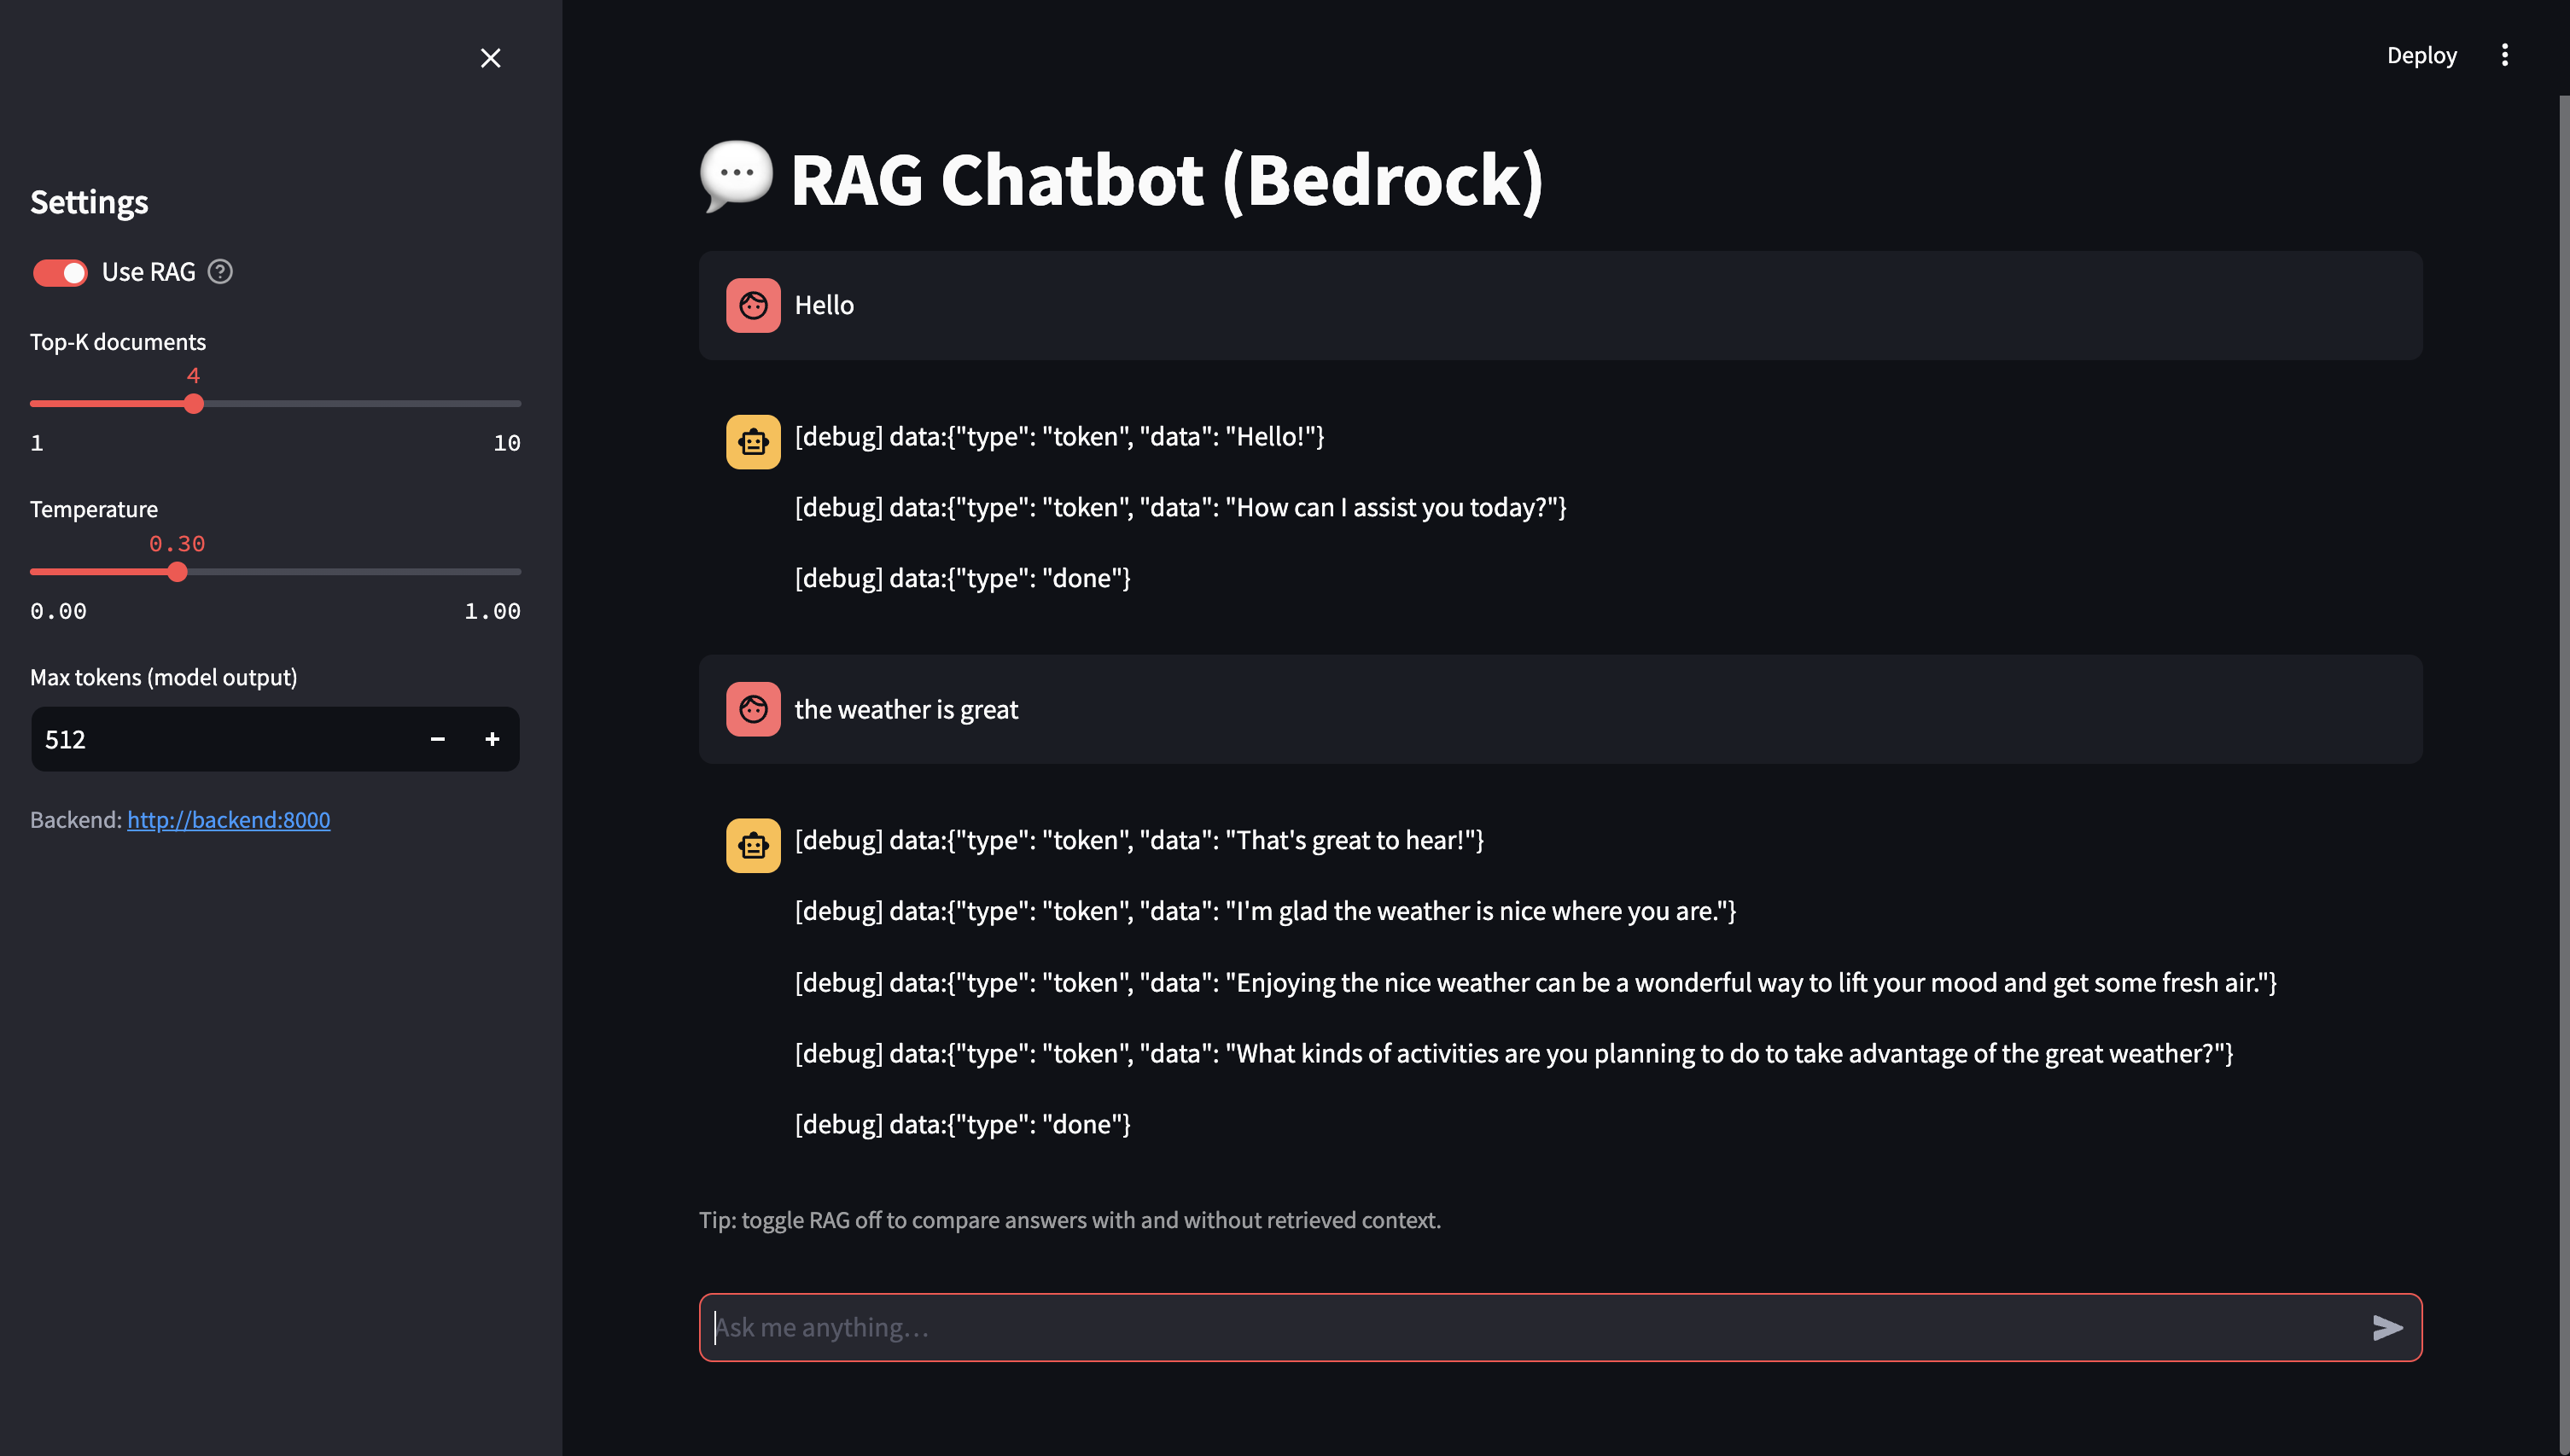 Deploy
Settings
Use RAG
Top-K documents
4
1 10
Temperature
0.30
0.00 1.00
Max tokens (model output)
512
Backend: http://backend:8000
RAG Chatbot (Bedrock)
Hello
[debug] data:{"type": "token", "data": "Hello!"}
[debug] data:{"type": "token", "data": "How can I assist you today?"}
[debug] data:{"type": "done"}
the weather is great
[debug] data:{"type": "token", "data": "That's great to hear!"}
[debug] data:{"type": "token", "data": "I'm glad the weather is nice where you are."}
[debug] data:{"type": "token", "data": "Enjoying the nice weather can be a wonderful way to lift your mood and get some fresh air."}
[debug] data:{"type": "token", "data": "What kinds of activities are you planning to do to take advantage of the great weather?"}
[debug] data:{"type": "done"}
Tip: toggle RAG off to compare answers with and without retrieved context.
Ask me anything…